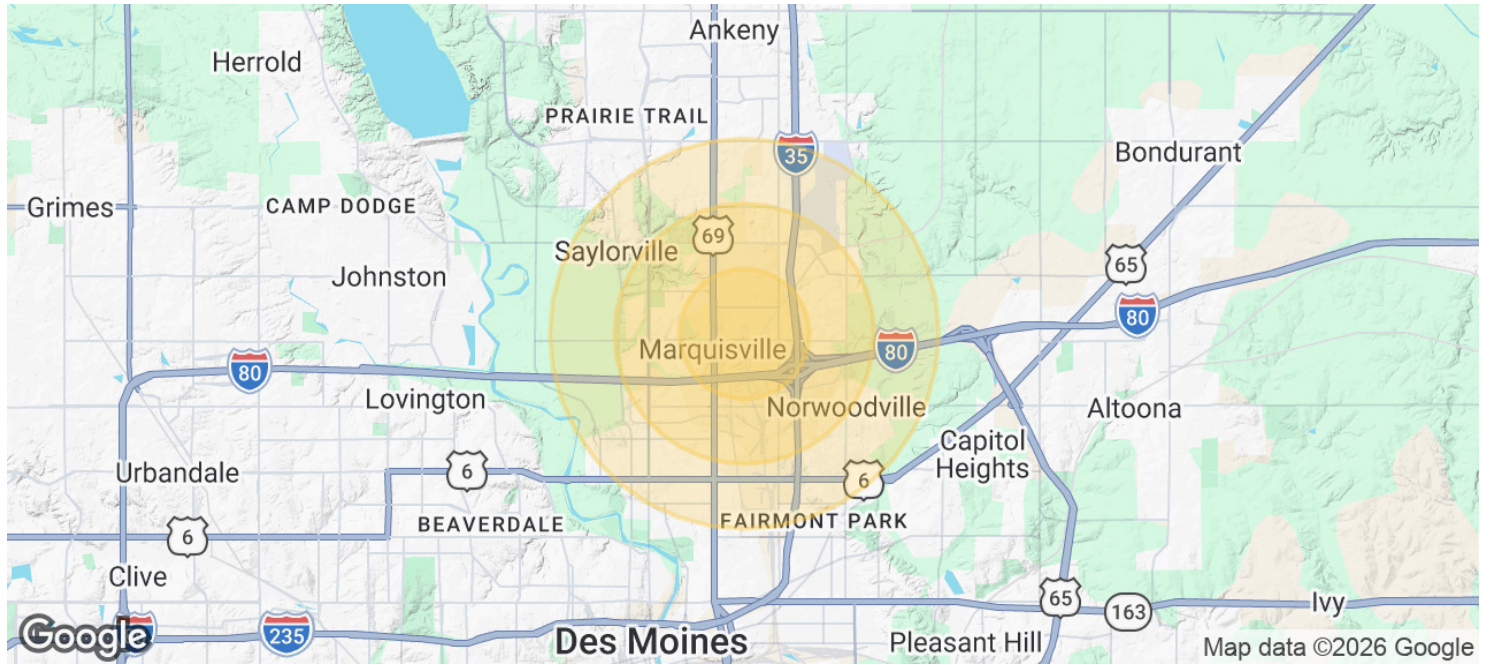 Ankeny
Herrold
PRAIRIE TRAIL
35
Bondurant
Grimes
CAMP DODGE
69
Saylorville
65
Johnston
80
Marquisville
80
80
Lovington
Norwoodville
Altoona
Capitol
Heights
Urbandale
6
6
BEAVERDALE
FAIRMONT PARK
6
Clive
65
163
Ivy
Google
235
Des Moines
Pleasant Hill
Map data ©2026 Google